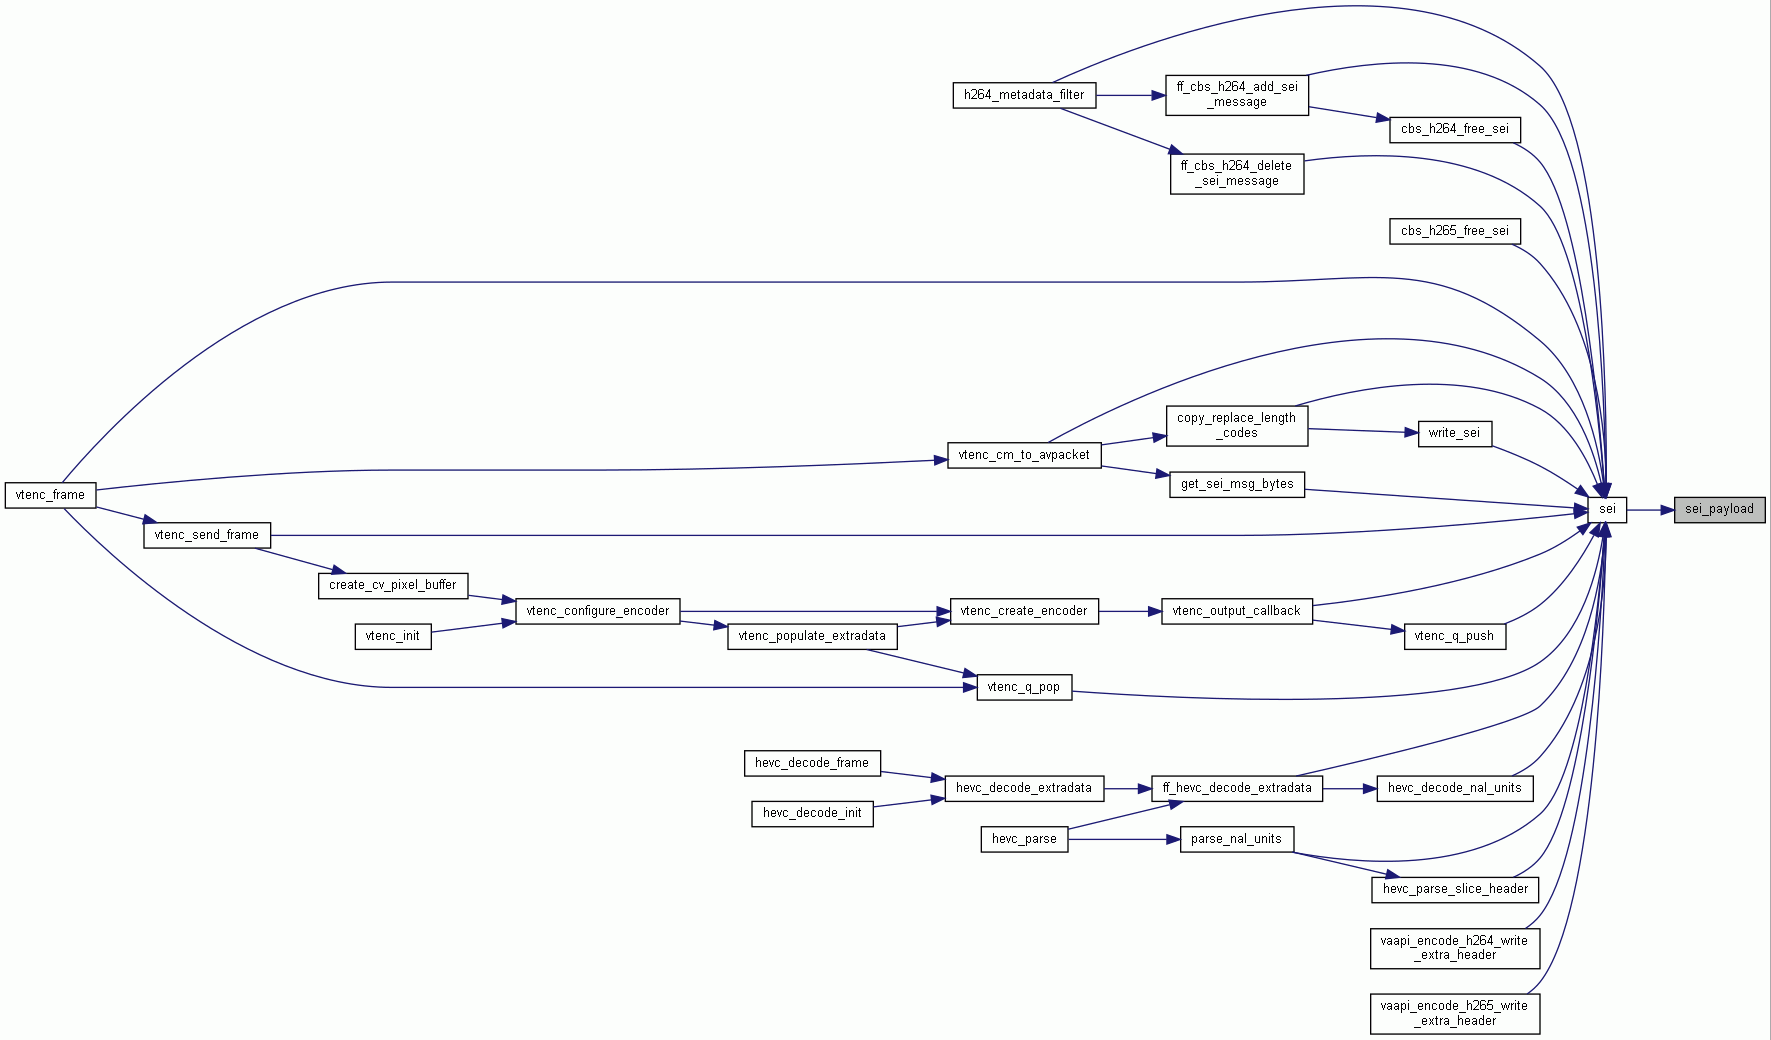 h264_metadata_filter
ff_cbs_h264_add_sei
_message
cbs_h264_free_sei
ff_cbs_h264_delete
_sei_message
cbs_h265_free_sei
copy_replace_length
_codes
write_sei
vtenc_cm_to_avpacket
get_sei_msg_bytes
vtenc_frame
sei
sei_payload
vtenc_send_frame
create_cv_pixel_buffer
vtenc_configure_encoder
vtenc_create_encoder
vtenc_output_callback
vtenc_init
vtenc_populate_extradata
vtenc_q_push
vtenc_q_pop
hevc_decode_frame
hevc_decode_extradata
ff_hevc_decode_extradata
hevc_decode_nal_units
hevc_decode_init
hevc_parse
parse_nal_units
hevc_parse_slice_header
vaapi_encode_h264_write
_extra_header
vaapi_encode_h265_write
_extra_header